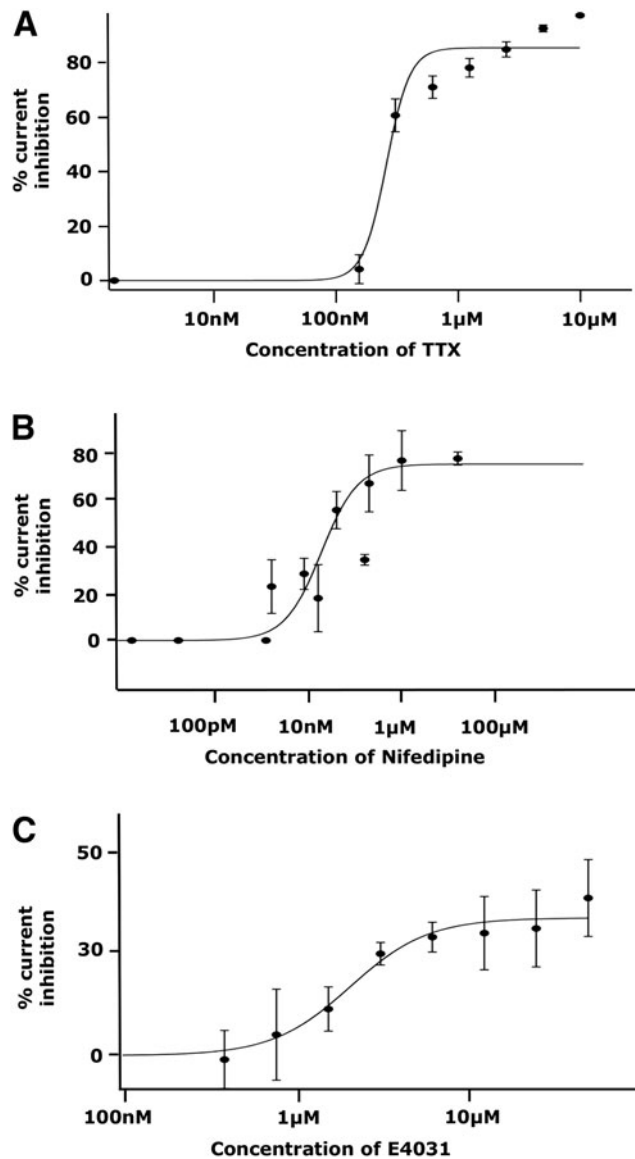 A
% current
inhibition
80
60
40
20
0
10nM 100nM 1µM 10µM
Concentration of TTX
B
% current
inhibition
80
60
40
20
0
100pM 10nM 1µM 100µM
Concentration of Nifedipine
C
% current
inhibition
50
30
0
100nM 1µM 10µM
Concentration of E4031